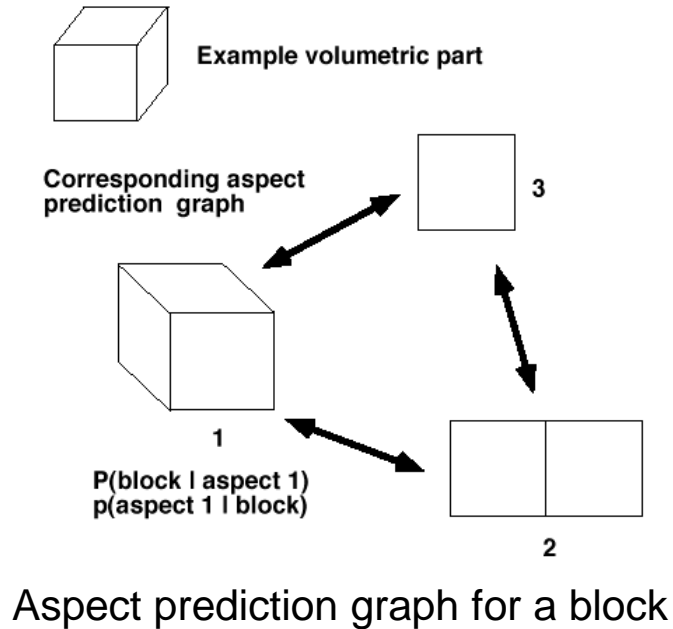 Example volumetric part
Corresponding aspect
prediction graph
3
1
P(block | aspect 1)
p(aspect 1 | block)
2
Aspect prediction graph for a block